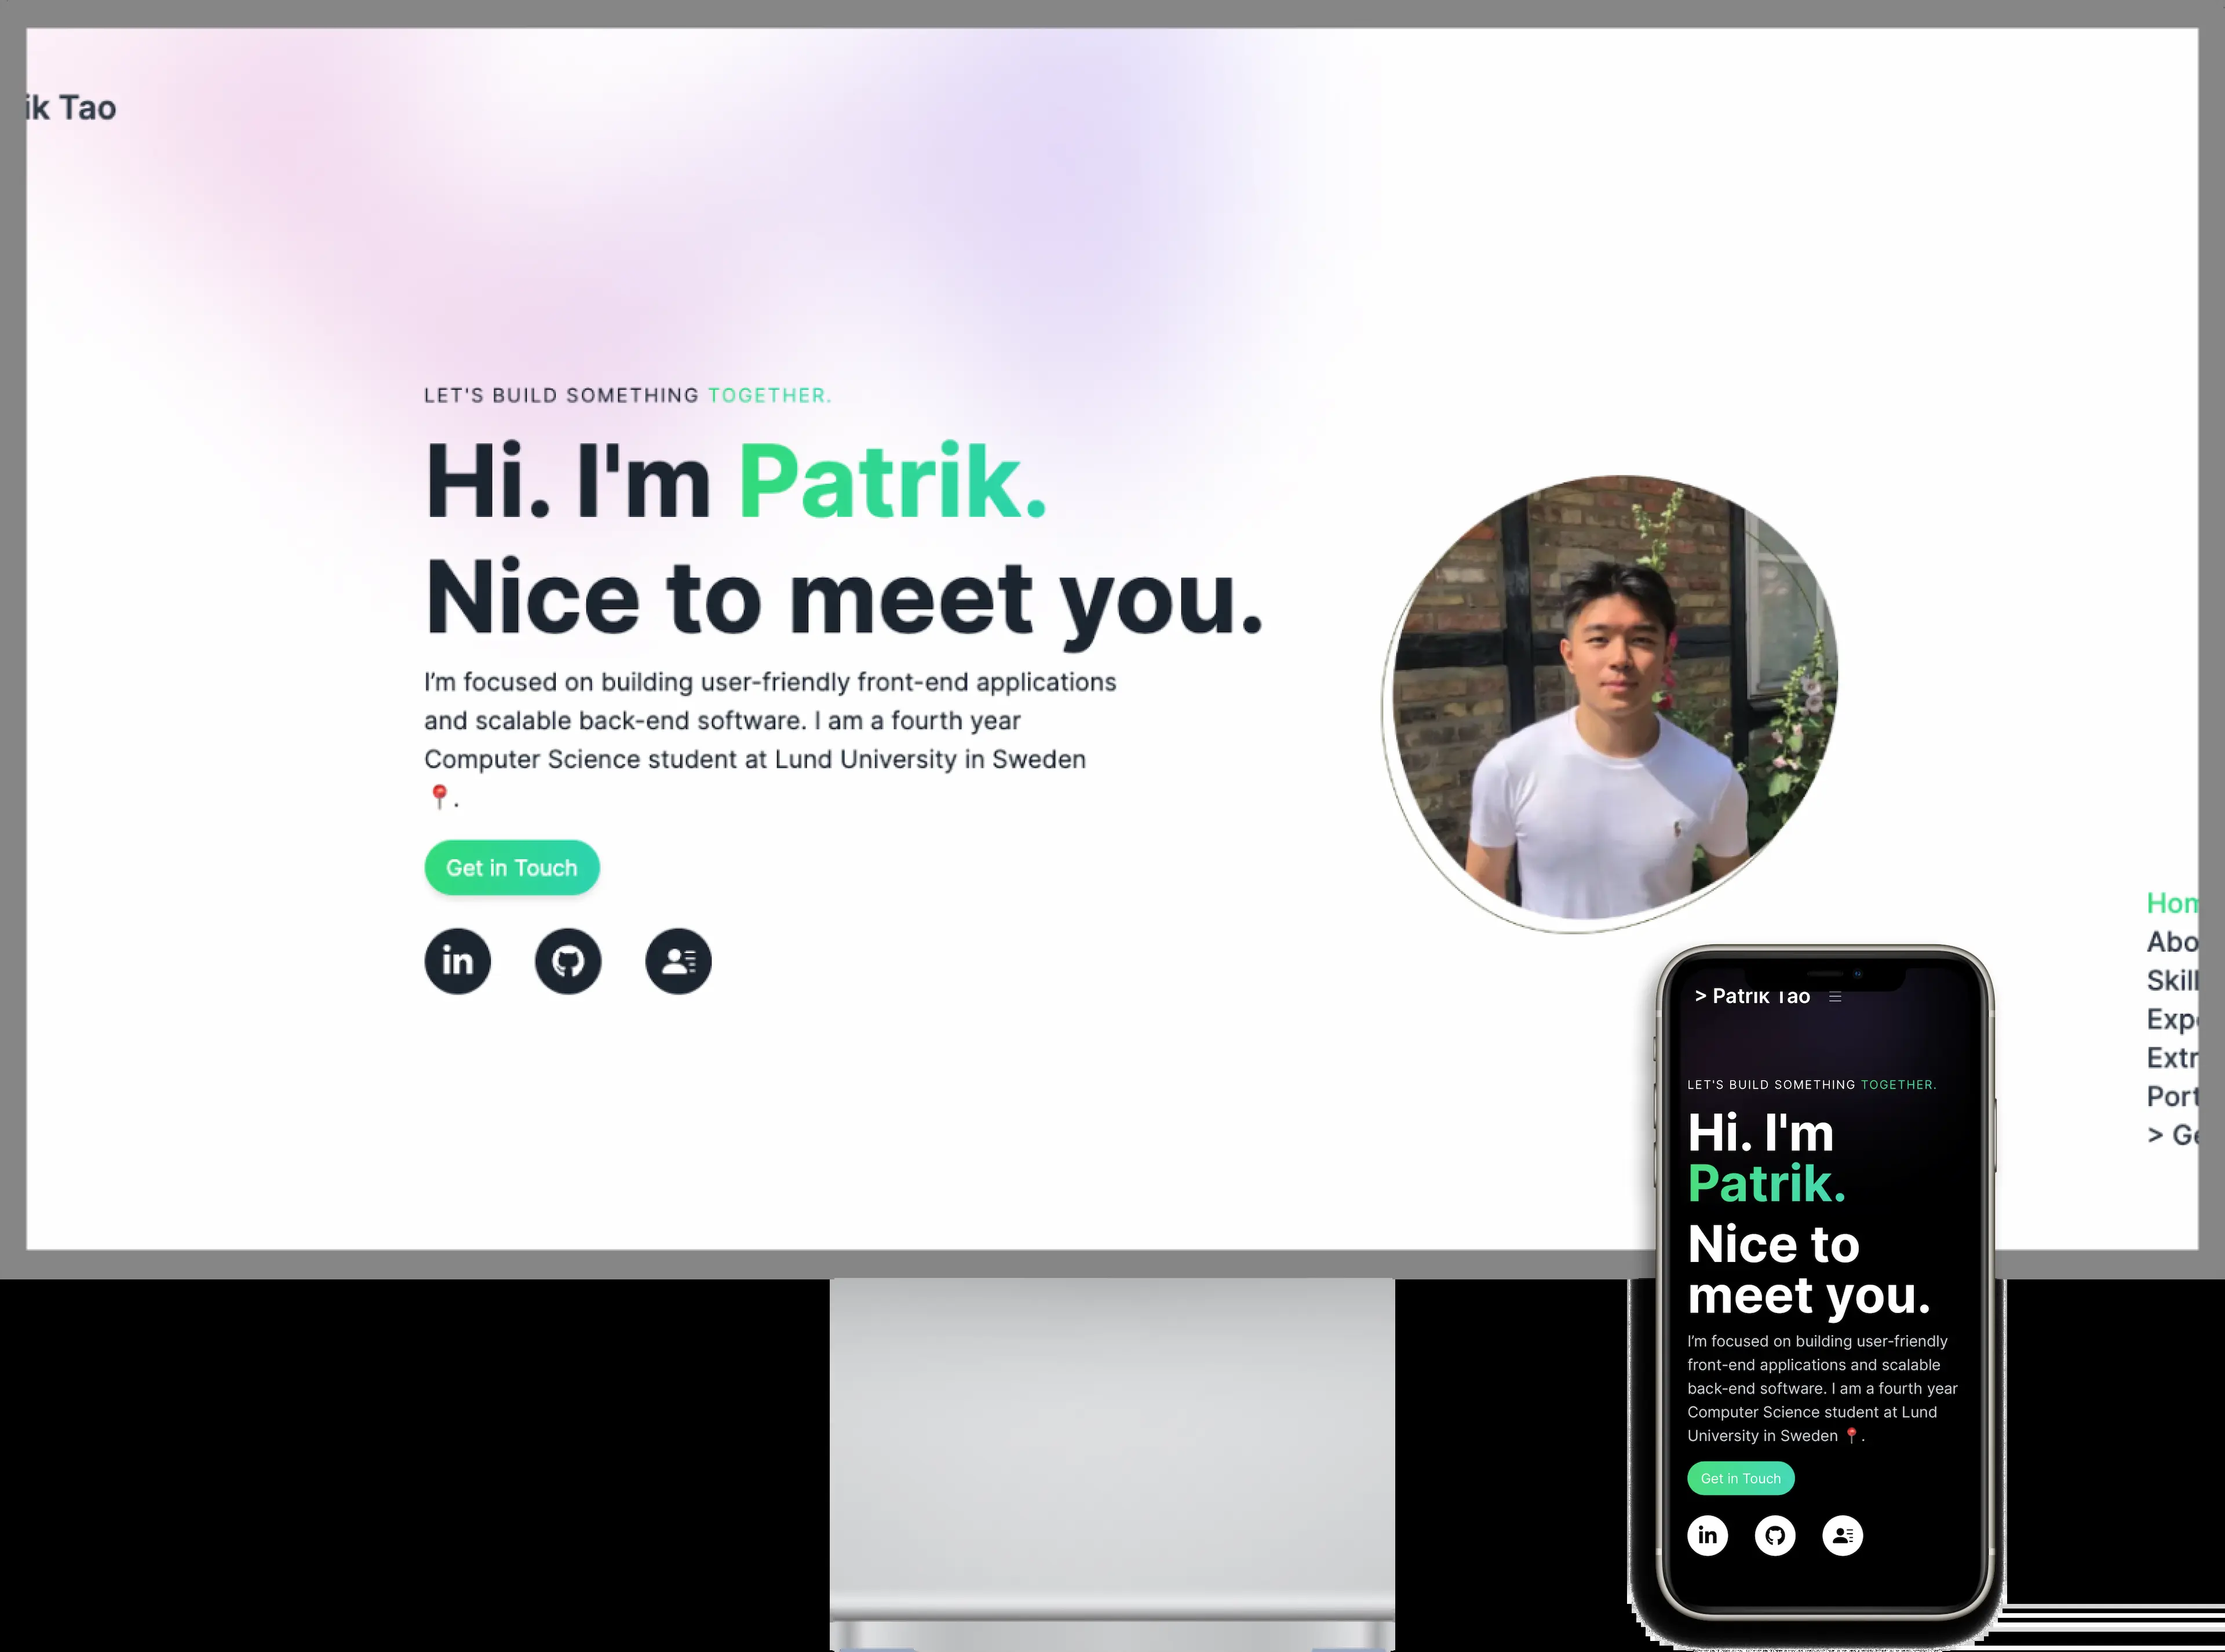 ik Tao
LET'S BUILD SOMETHING TOGETHER.
Hi. I'm Patrik.
Nice to meet you.
I'm focused on building user-friendly front-end applications
and scalable back-end software. I am a fourth year
Computer Science student at Lund University in Sweden
📍.
Get in Touch
in
Hom
Abo
Skill
Exp
Extr
Port
> Ge
> Patrik Tao
LET'S BUILD SOMETHING TOGETHER.
Hi. I'm
Patrik.
Nice to
meet you.
I'm focused on building user-friendly
front-end applications and scalable
back-end software. I am a fourth year
Computer Science student at Lund
University in Sweden 📍.
Get in Touch
in